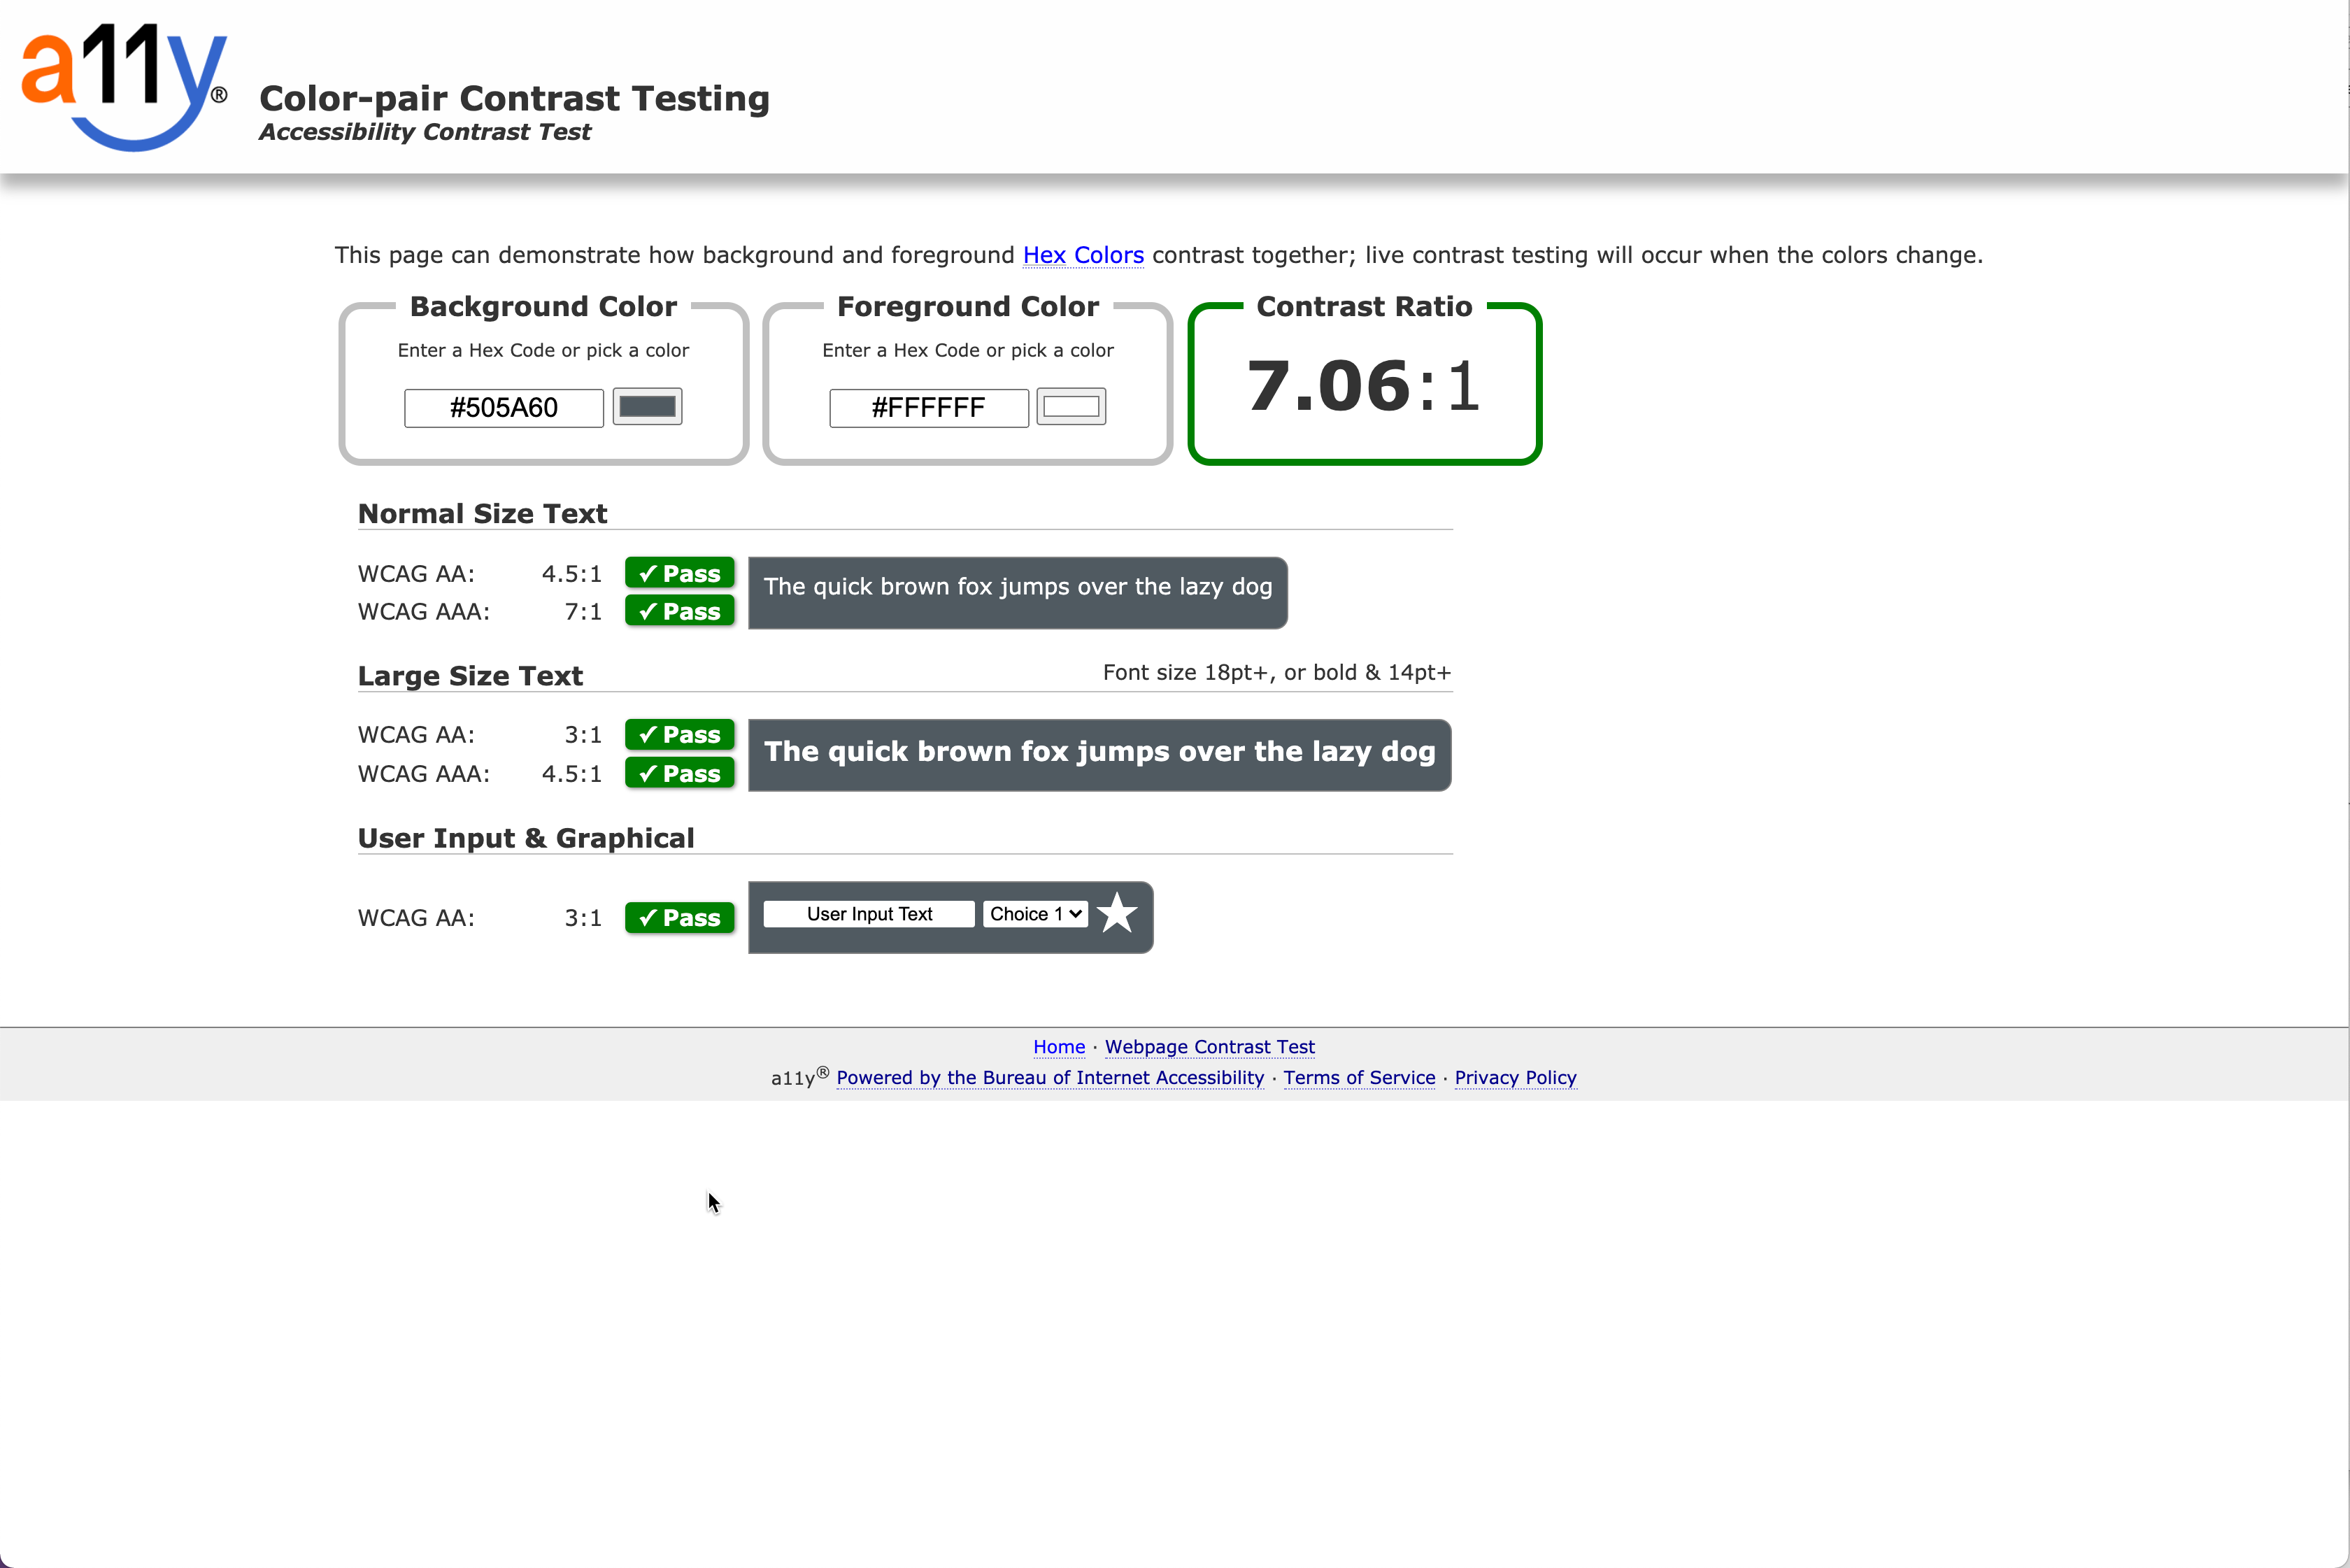 a11y®
Color-pair Contrast Testing
Accessibility Contrast Test
This page can demonstrate how background and foreground Hex Colors contrast together; live contrast testing will occur when the colors change.
Background Color
Enter a Hex Code or pick a color
#505A60
Foreground Color
Enter a Hex Code or pick a color
#FFFFFF
Contrast Ratio
7.06:1
Normal Size Text
WCAG AA: 4.5:1 ✓ Pass
WCAG AAA: 7:1 ✓ Pass
The quick brown fox jumps over the lazy dog
Large Size Text
Font size 18pt+, or bold & 14pt+
WCAG AA: 3:1 ✓ Pass
WCAG AAA: 4.5:1 ✓ Pass
The quick brown fox jumps over the lazy dog
User Input & Graphical
WCAG AA: 3:1 ✓ Pass
User Input Text Choice 1
Home · Webpage Contrast Test
a11y® Powered by the Bureau of Internet Accessibility · Terms of Service · Privacy Policy